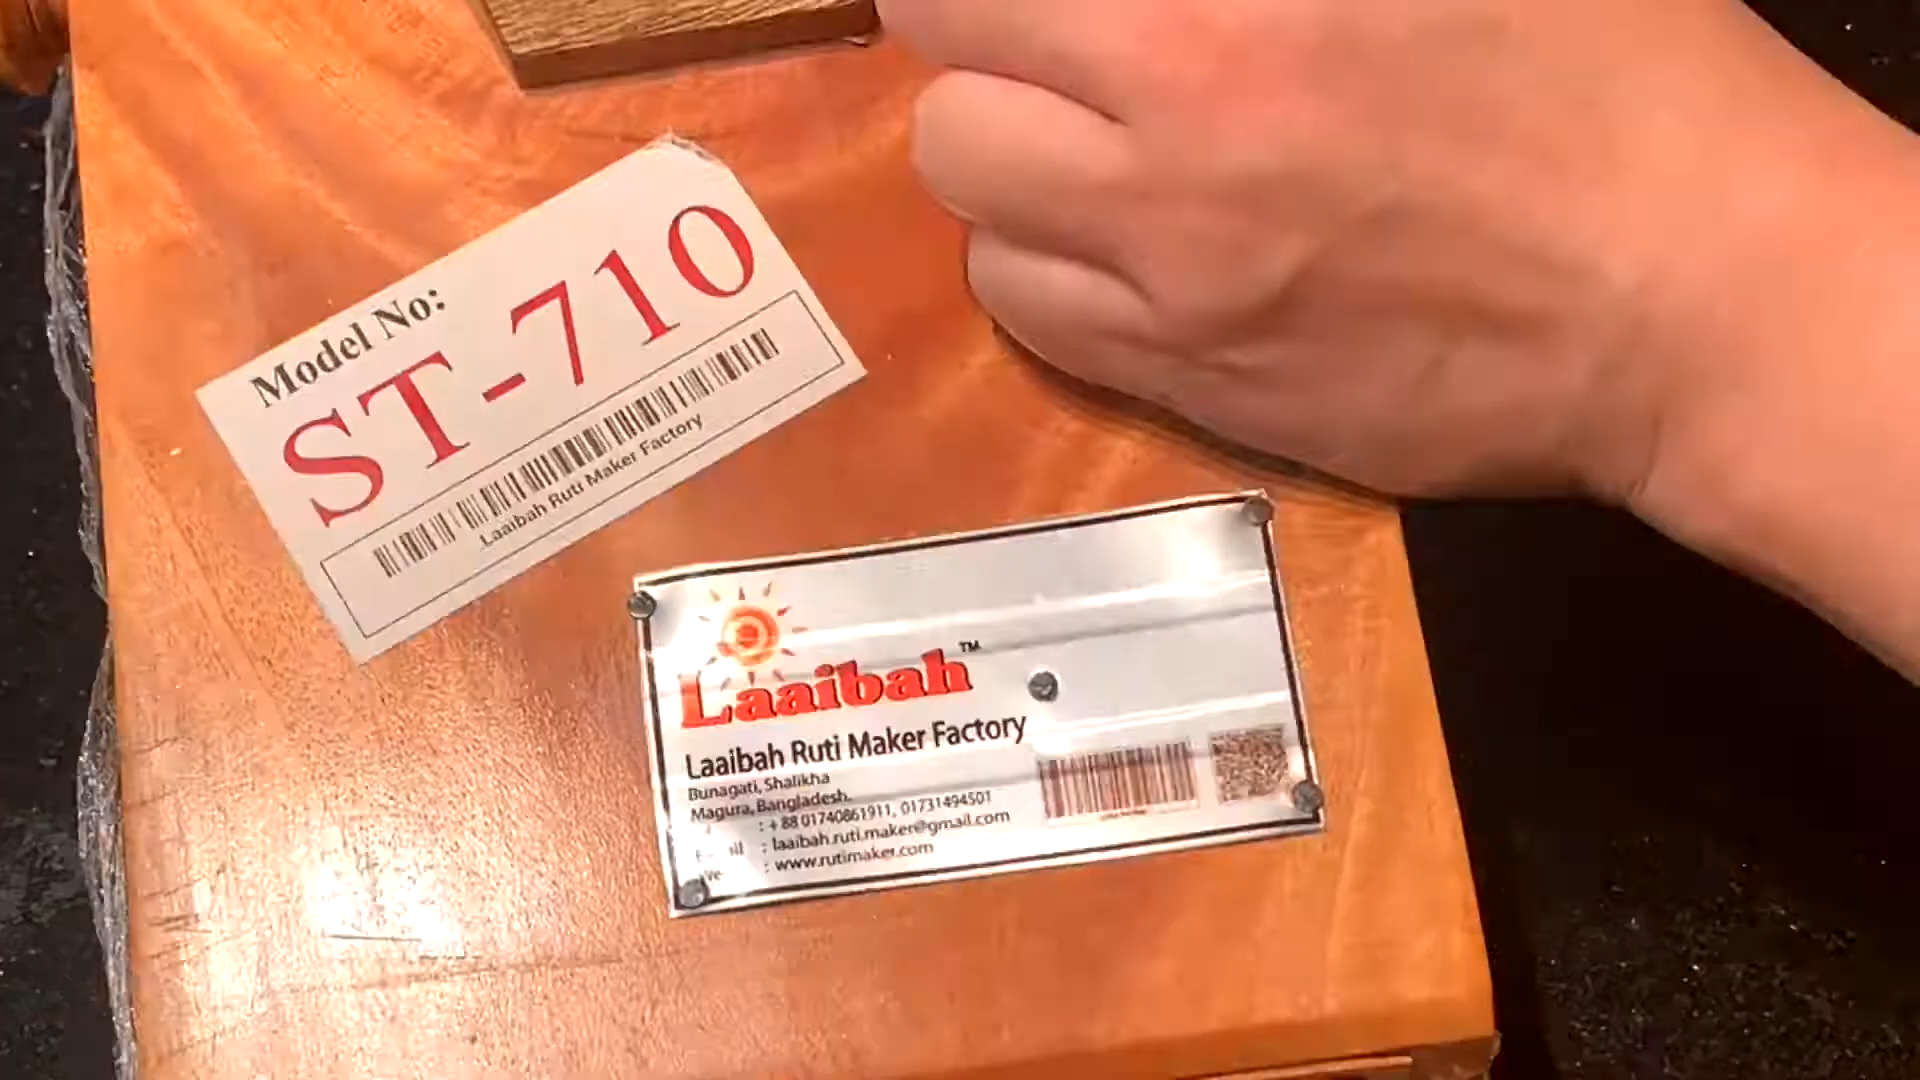 Model No:
ST-710
Laaibah Ruti Maker Factory
Laaibah™
Laaibah Ruti Maker Factory
Bunagati, Shalikha
Magura, Bangladesh.
: +88 01740861911, 01731494501
: laaibah.ruti.maker@gmail.com
: www.rutimaker.com